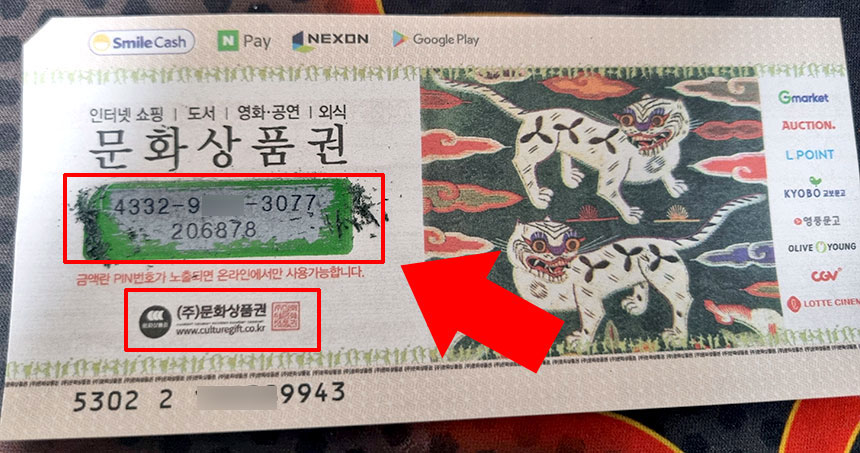 SmileCash N Pay NEXON Google Play
인터넷 쇼핑 | 도서 | 영화·공연 | 외식
문화상품권
4332-9 -3077
206878
금액란 PIN번호가 노출되면 온라인에서만 사용가능합니다.
(주)문화상품권
www.culturegift.co.kr
5302 2 9943
Gmarket
AUCTION.
L.POINT
KYOBO 교보문고
영풍문고
OLIVE YOUNG
CGV
LOTTE CINEM